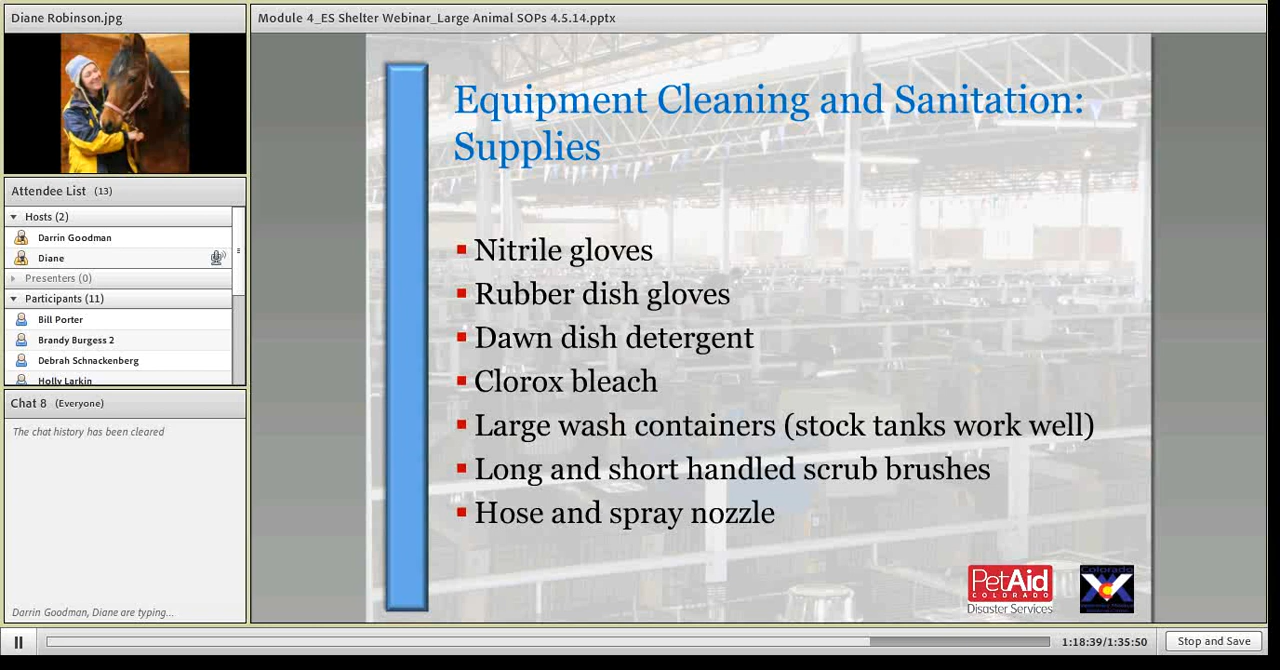 Diane Robinson.jpg
Module 4_ES Shelter Webinar_Large Animal SOPs 4.5.14.pptx
Attendee List (13)
Hosts (2)
Darrin Goodman
Diane
Presenters (0)
Participants (11)
Bill Porter
Brandy Burgess 2
Debrah Schnackenberg
Holly Larkin
Chat 8 (Everyone)
The chat history has been cleared
Darrin Goodman, Diane are typing...
Equipment Cleaning and Sanitation:
Supplies
Nitrile gloves
Rubber dish gloves
Dawn dish detergent
Clorox bleach
Large wash containers (stock tanks work well)
Long and short handled scrub brushes
Hose and spray nozzle
PetAid
COLORADO
Disaster Services
Colorado
1:18:39/1:35:50
Stop and Save